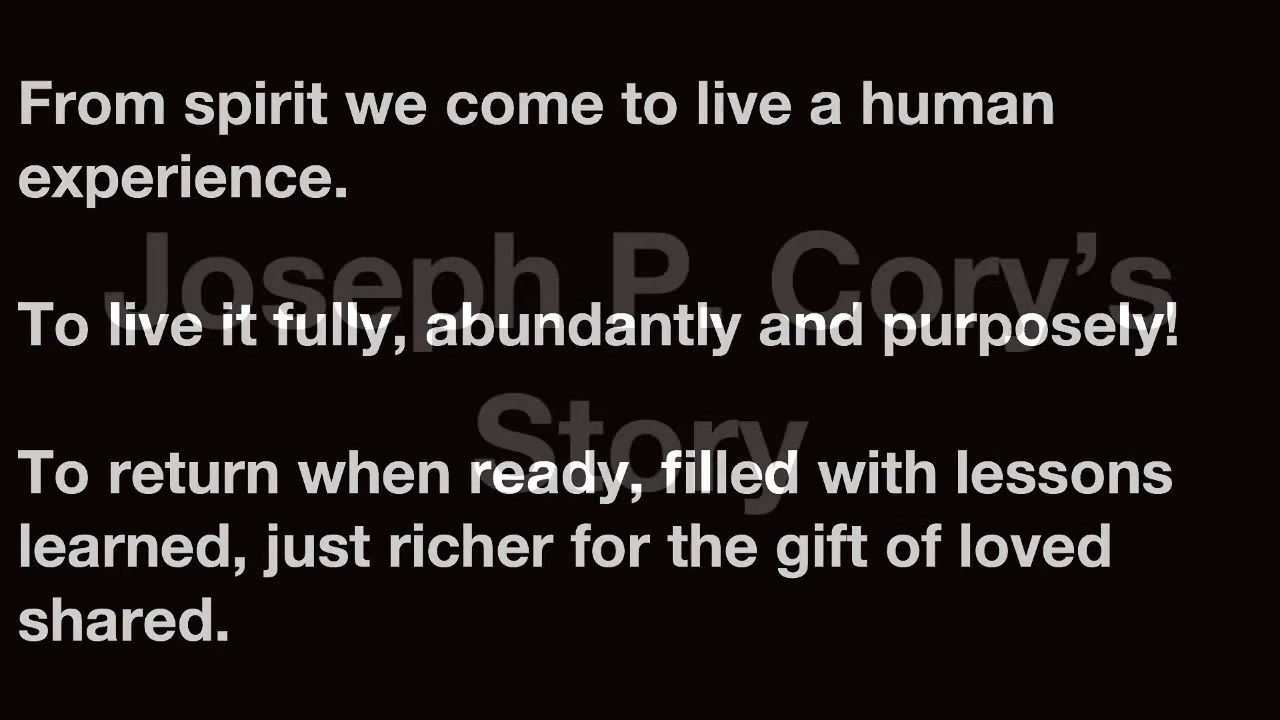 From spirit we come to live a human
experience.
Joseph P. Cory’s
To live it fully, abundantly and purposely!
Story
To return when ready, filled with lessons
learned, just richer for the gift of loved
shared.